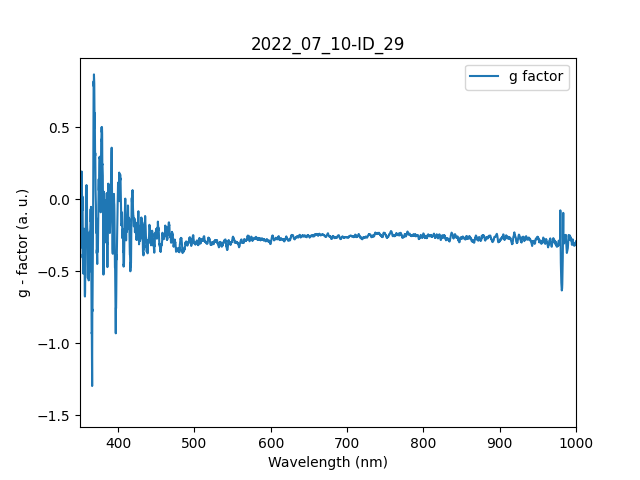 2022_07_10-ID_29
g factor
g - factor (a. u.)
0.5
0.0
−0.5
−1.0
−1.5
400 500 600 700 800 900 1000
Wavelength (nm)